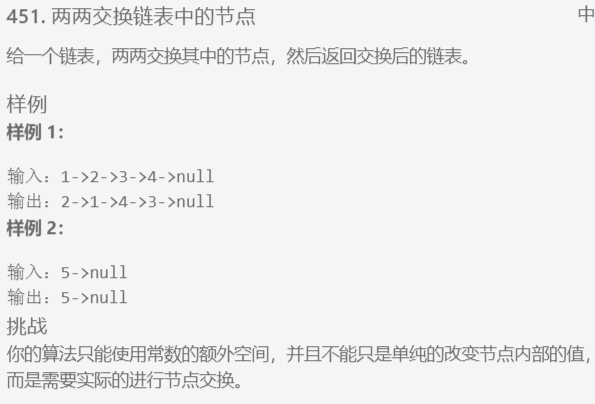 451. 两两交换链表中的节点
中
给一个链表，两两交换其中的节点，然后返回交换后的链表。
样例
样例 1：
输入：1->2->3->4->null
输出：2->1->4->3->null
样例 2：
输入：5->null
输出：5->null
挑战
你的算法只能使用常数的额外空间，并且不能只是单纯的改变节点内部的值，
而是需要实际的进行节点交换。